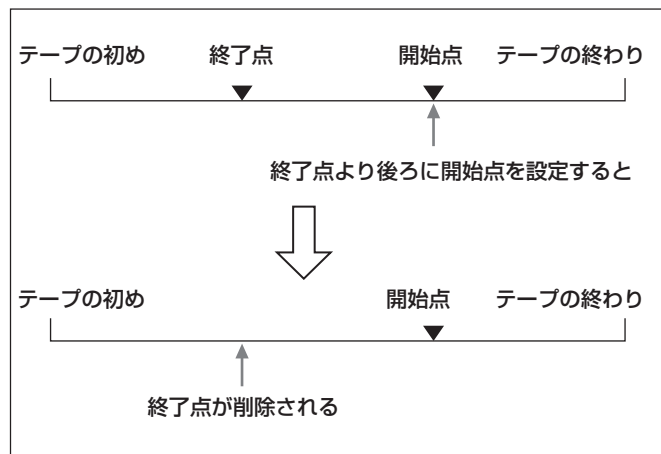 テープの初め 終了点 開始点 テープの終わり
終了点より後ろに開始点を設定すると
テープの初め 開始点 テープの終わり
終了点が削除される